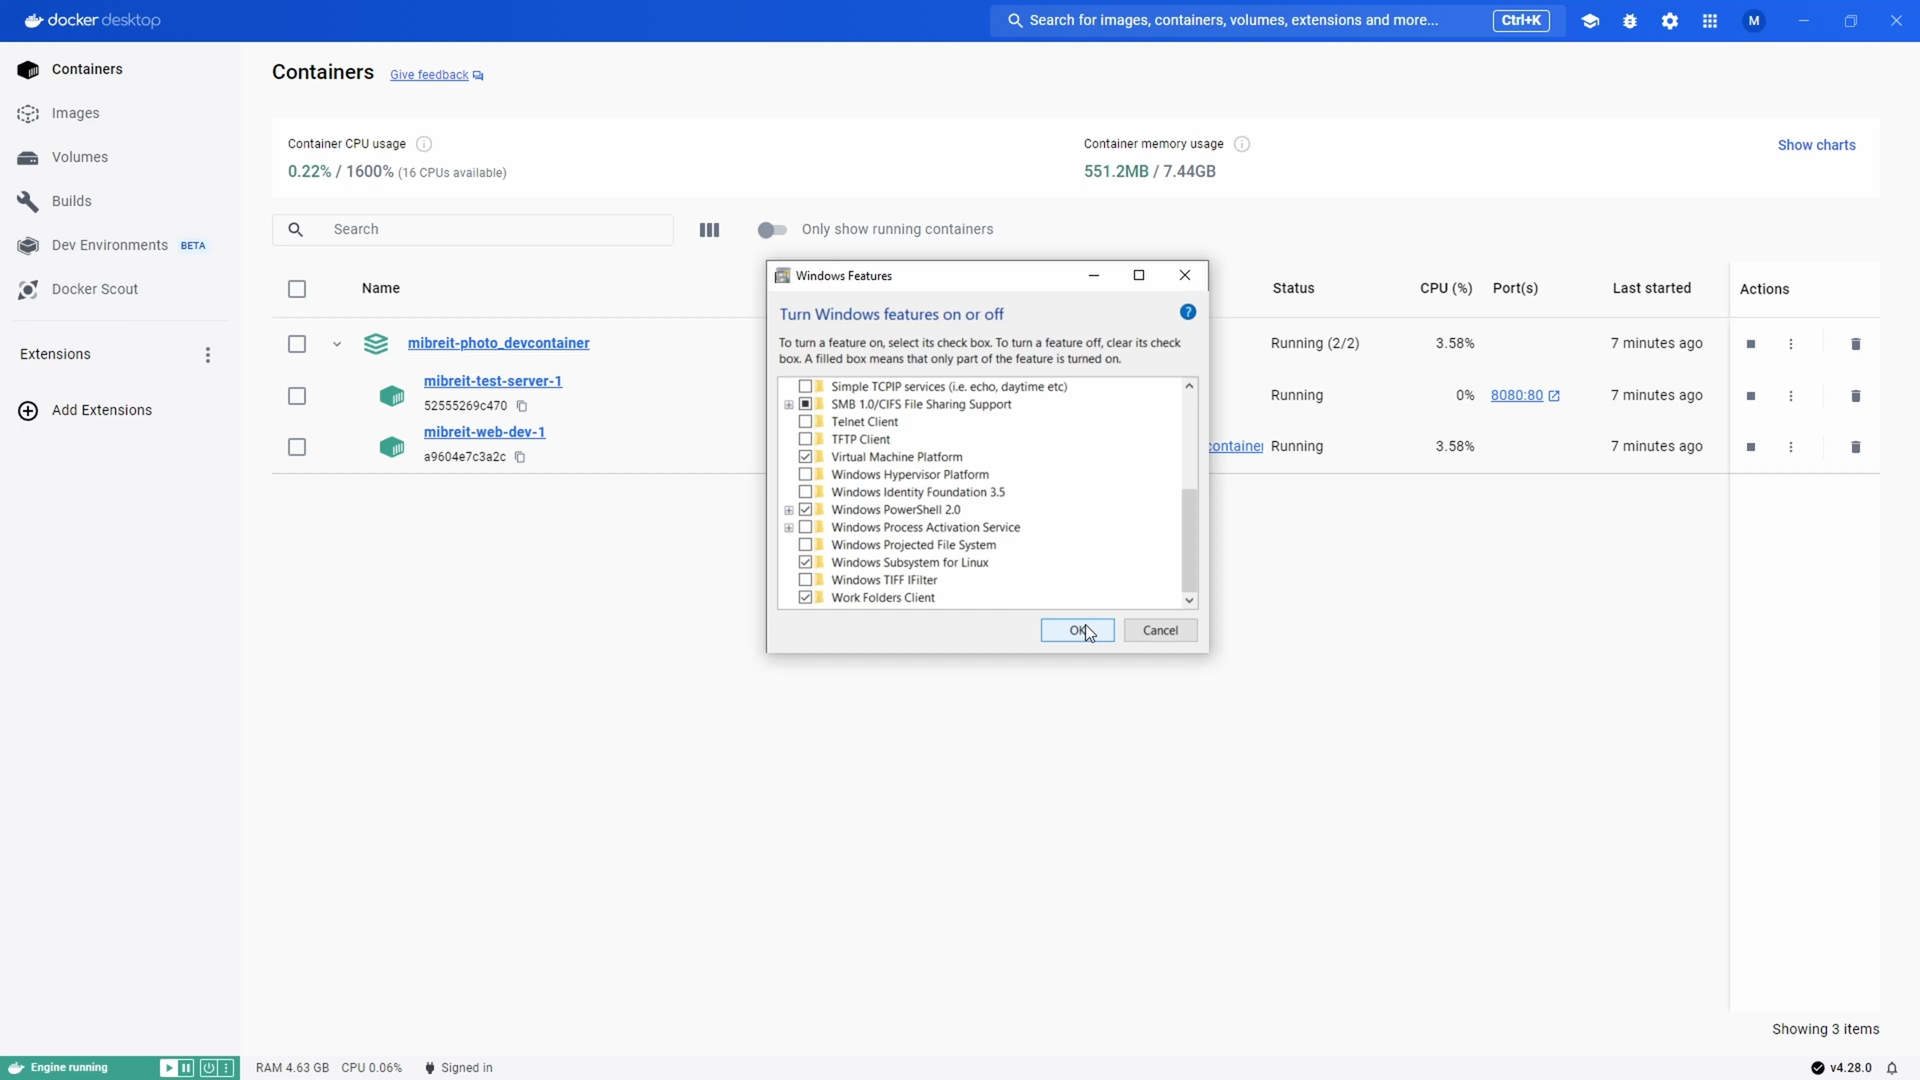 docker desktop
Search for images, containers, volumes, extensions and more...
Ctrl+K
M
Containers
Images
Volumes
Builds
Dev Environments BETA
Docker Scout
Extensions
Add Extensions
Containers Give feedback
Container CPU usage
0.22% / 1600% (16 CPUs available)
Container memory usage
551.2MB / 7.44GB
Show charts
Search
Only show running containers
Name
Status
CPU (%)
Port(s)
Last started
Actions
mibreit-photo_devcontainer
Running (2/2)
3.58%
7 minutes ago
mibreit-test-server-1
52555269c470
Running
0%
8080:80
7 minutes ago
mibreit-web-dev-1
a9604e7c3a2c
container
Running
3.58%
7 minutes ago
Windows Features
Turn Windows features on or off
?
To turn a feature on, select its check box. To turn a feature off, clear its check
box. A filled box means that only part of the feature is turned on.
Simple TCPIP services (i.e. echo, daytime etc)
SMB 1.0/CIFS File Sharing Support
Telnet Client
TFTP Client
Virtual Machine Platform
Windows Hypervisor Platform
Windows Identity Foundation 3.5
Windows PowerShell 2.0
Windows Process Activation Service
Windows Projected File System
Windows Subsystem for Linux
Windows TIFF IFilter
Work Folders Client
OK
Cancel
Showing 3 items
Engine running
RAM 4.63 GB
CPU 0.06%
Signed in
v4.28.0